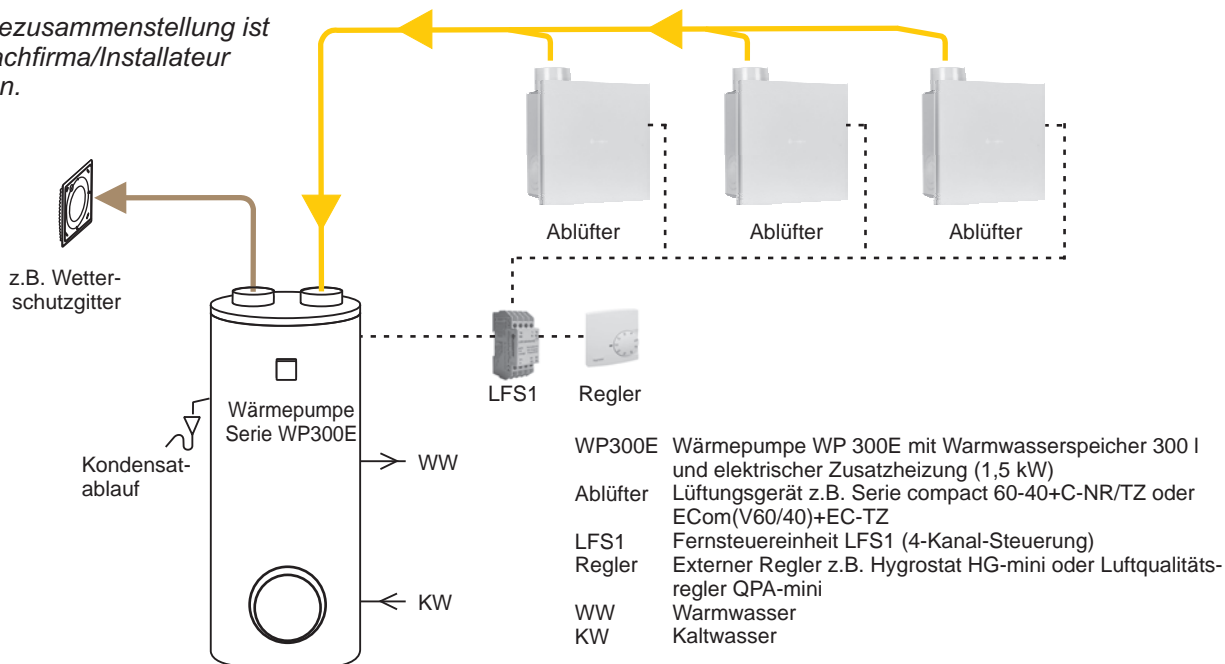 ezusammenstellung ist
achfirma/Installateur
n.
Ablüfter
Ablüfter
Ablüfter
z.B. Wetter-
schutzgitter
LFS1
Regler
Wärmepumpe
Serie WP300E
Kondensat-
ablauf
WW
KW
WP300E Wärmepumpe WP 300E mit Warmwasserspeicher 300 l
und elektrischer Zusatzheizung (1,5 kW)
Ablüfter Lüftungsgerät z.B. Serie compact 60-40+C-NR/TZ oder
ECom(V60/40)+EC-TZ
LFS1 Fernsteuereinheit LFS1 (4-Kanal-Steuerung)
Regler Externer Regler z.B. Hygrostat HG-mini oder Luftqualitäts-
regler QPA-mini
WW Warmwasser
KW Kaltwasser